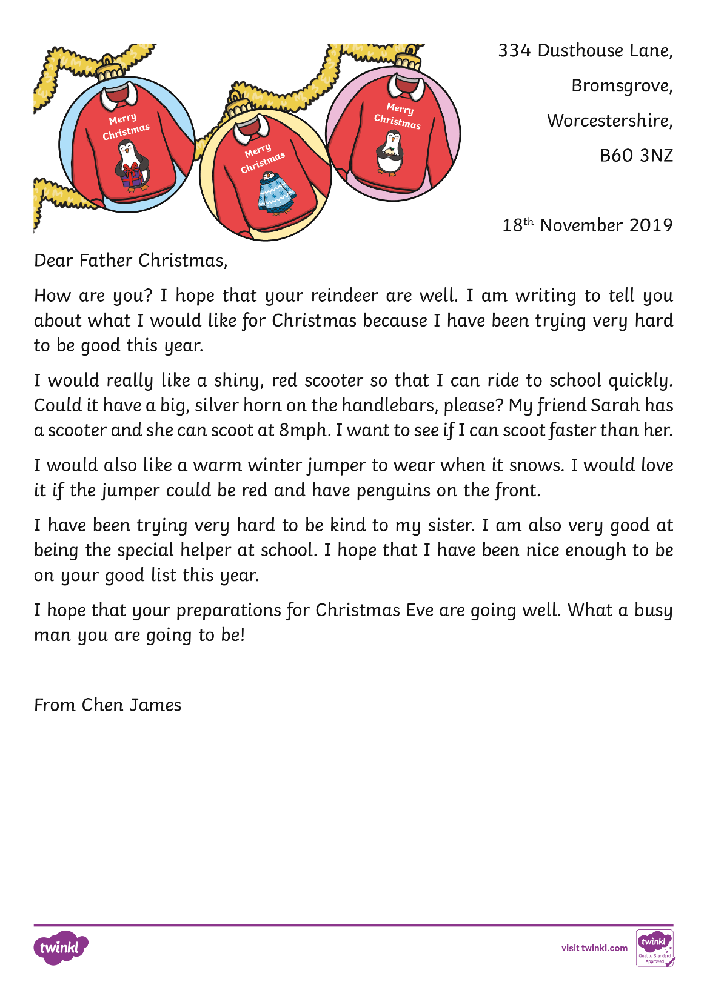 334 Dusthouse Lane,
Bromsgrove,
Worcestershire,
B60 3NZ
Merry
Christmas
Merry
Christmas
Merry
Christmas
18th November 2019
Dear Father Christmas,
How are you? I hope that your reindeer are well. I am writing to tell you
about what I would like for Christmas because I have been trying very hard
to be good this year.
I would really like a shiny, red scooter so that I can ride to school quickly.
Could it have a big, silver horn on the handlebars, please? My friend Sarah has
a scooter and she can scoot at 8mph. I want to see if I can scoot faster than her.
I would also like a warm winter jumper to wear when it snows. I would love
it if the jumper could be red and have penguins on the front.
I have been trying very hard to be kind to my sister. I am also very good at
being the special helper at school. I hope that I have been nice enough to be
on your good list this year.
I hope that your preparations for Christmas Eve are going well. What a busy
man you are going to be!
From Chen James
twinkl
visit twinkl.com
twinkl
Quality Standard
Approved